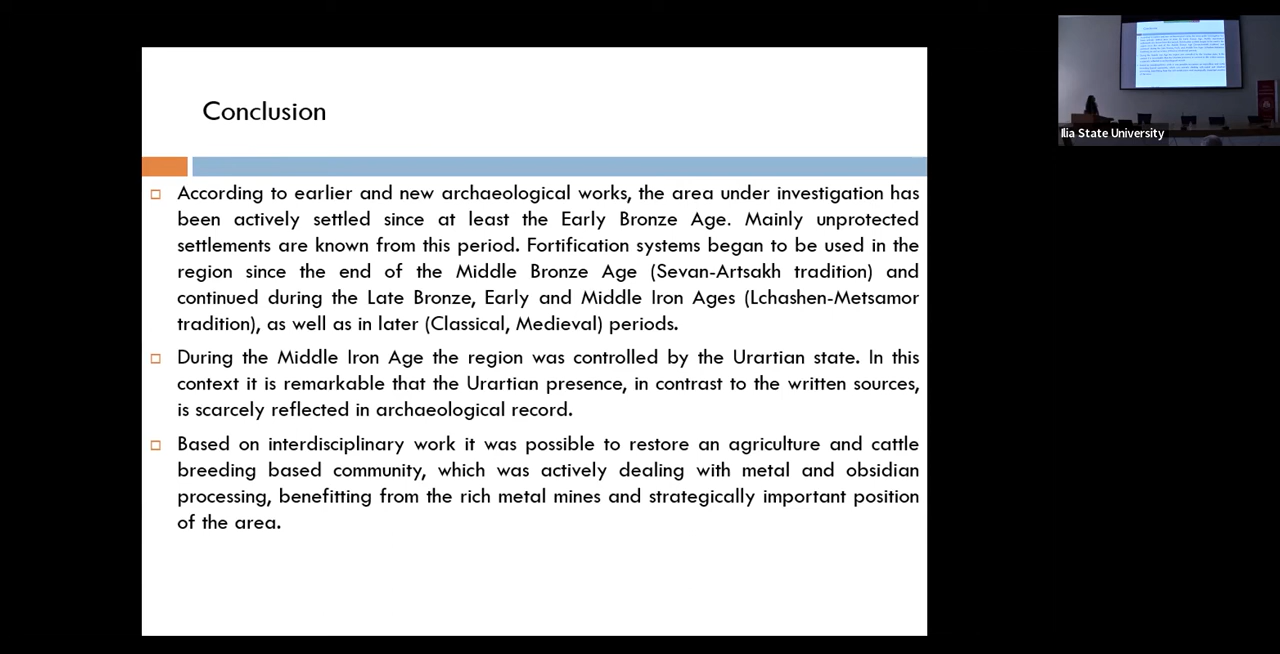 Conclusion
According to earlier and new archaeological works, the area under investigation has
been actively settled since at least the Early Bronze Age. Mainly unprotected
settlements are known from this period. Fortification systems began to be used in the
region since the end of the Middle Bronze Age (Sevan-Artsakh tradition) and
continued during the Late Bronze, Early and Middle Iron Ages (Lchashen-Metsamor
tradition), as well as in later (Classical, Medieval) periods.
During the Middle Iron Age the region was controlled by the Urartian state. In this
context it is remarkable that the Urartian presence, in contrast to the written sources,
is scarcely reflected in archaeological record.
Based on interdisciplinary work it was possible to restore an agriculture and cattle
breeding based community, which was actively dealing with metal and obsidian
processing, benefitting from the rich metal mines and strategically important position
of the area.
Ilia State University